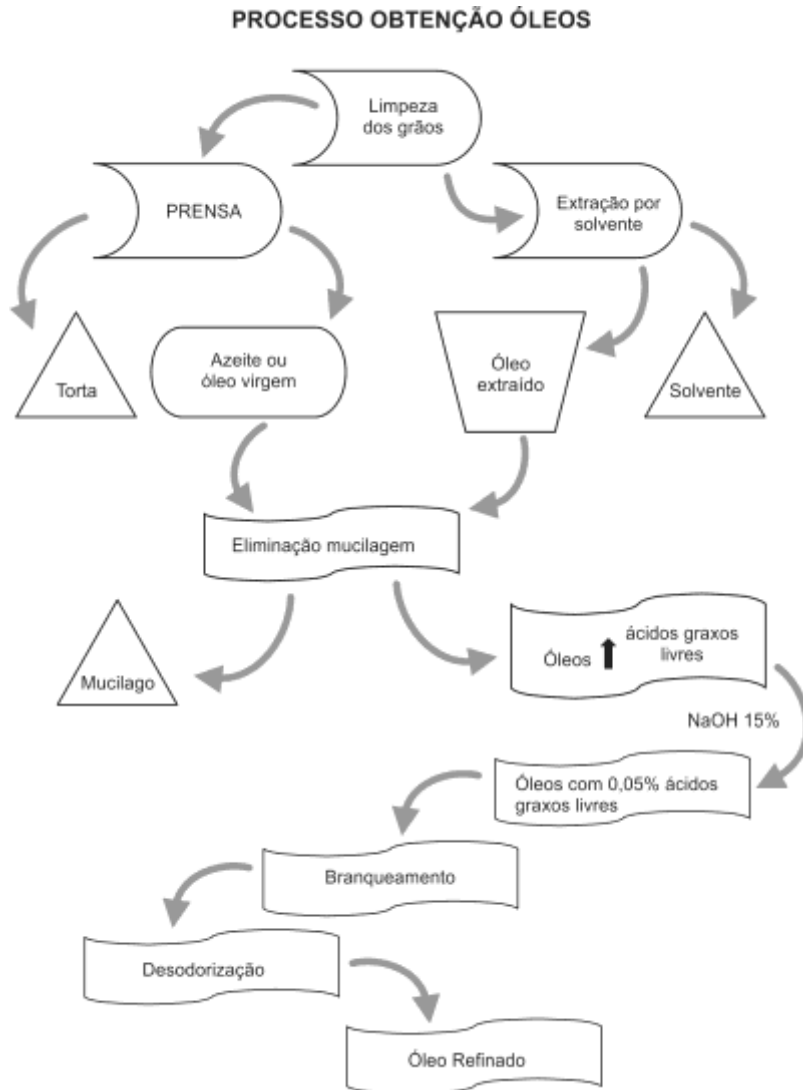 PROCESSO OBTENÇÃO ÓLEOS
Limpeza
dos grãos
PRENSA
Extração por
solvente
Torta
Azeite ou
óleo virgem
Óleo
extraído
Solvente
Eliminação mucilagem
Mucilago
Óleos
ácidos graxos
livres
NaOH 15%
Óleos com 0,05% ácidos
graxos livres
Branqueamento
Desodorização
Óleo Refinado